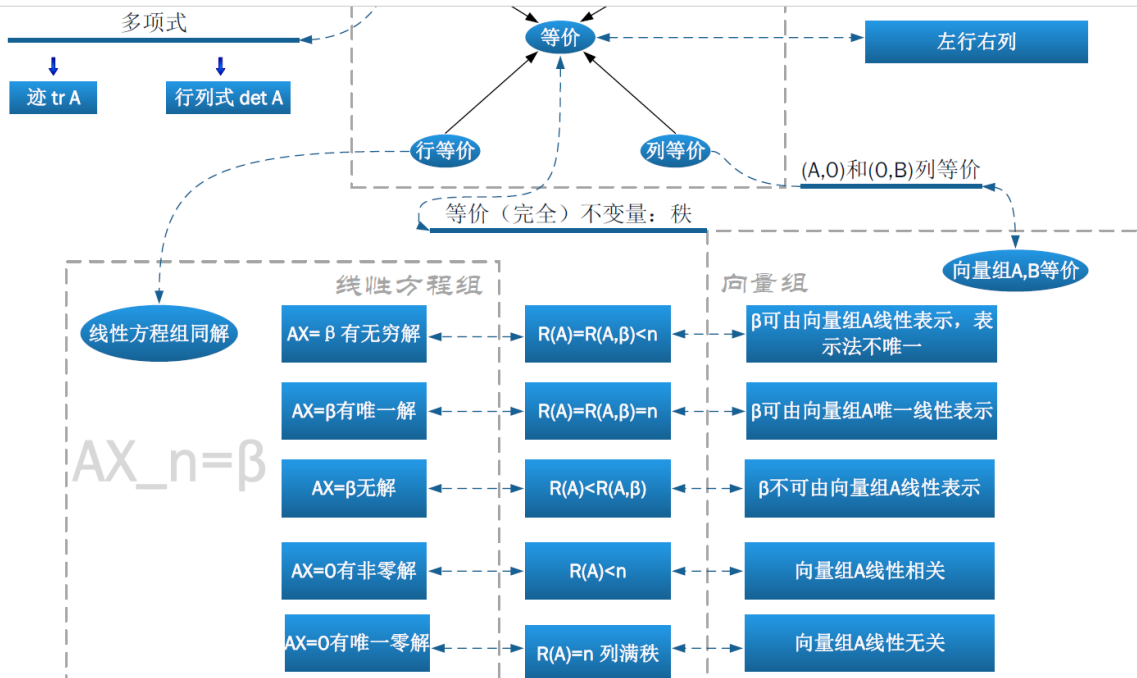 多项式
等价
左行右列
迹 tr A
行列式 det A
行等价
列等价
(A,0)和(0,B)列等价
等价（完全）不变量：秩
向量组A,B等价
线性方程组
向量组
线性方程组同解
AX=β有无穷解
R(A)=R(A,β)<n
β可由向量组A线性表示，表
示法不唯一
AX=β有唯一解
R(A)=R(A,β)=n
β可由向量组A唯一线性表示
AX_n=β
AX=β无解
R(A)<R(A,β)
β不可由向量组A线性表示
AX=0有非零解
R(A)<n
向量组A线性相关
AX=0有唯一零解
R(A)=n 列满秩
向量组A线性无关